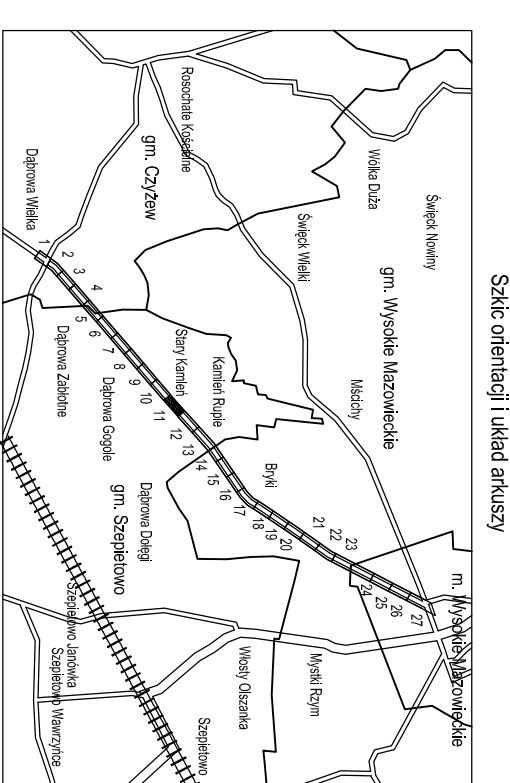 Szkic orientacji i układ arkuszy
Święck Nowiny
Wólka Duża
Rosochate Kościelne
gm. Czyżew
Dąbrowa Wielka
Święck Wielki
gm. Wysokie Mazowieckie
Mścichy
Kamień Rupie
Stary Kamień
Dąbrowa Zabłotne
Dąbrowa Gogole
Bryki
Dąbrowa Dołęgi
gm. Szepietowo
m. Wysokie Mazowieckie
Mystki Rzym
Włosty Olszanka
Szepietowo Janówka
Szepietowo Wawrzyńce
Szepietowo
1
2
3
4
5
6
7
8
9
10
11
12
13
14
15
16
17
18
19
20
21
22
23
24
25
26
27